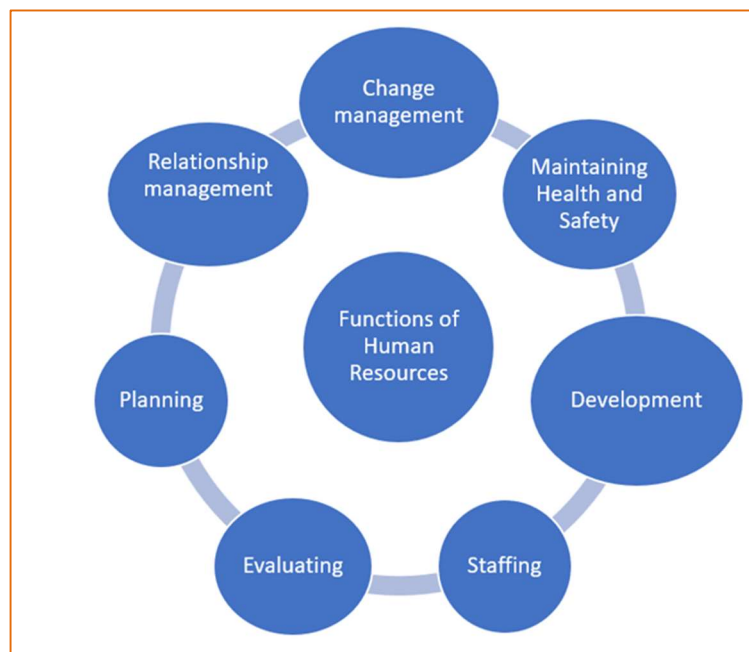 Change
management
Maintaining
Health and
Safety
Development
Staffing
Evaluating
Planning
Relationship
management
Functions of
Human
Resources